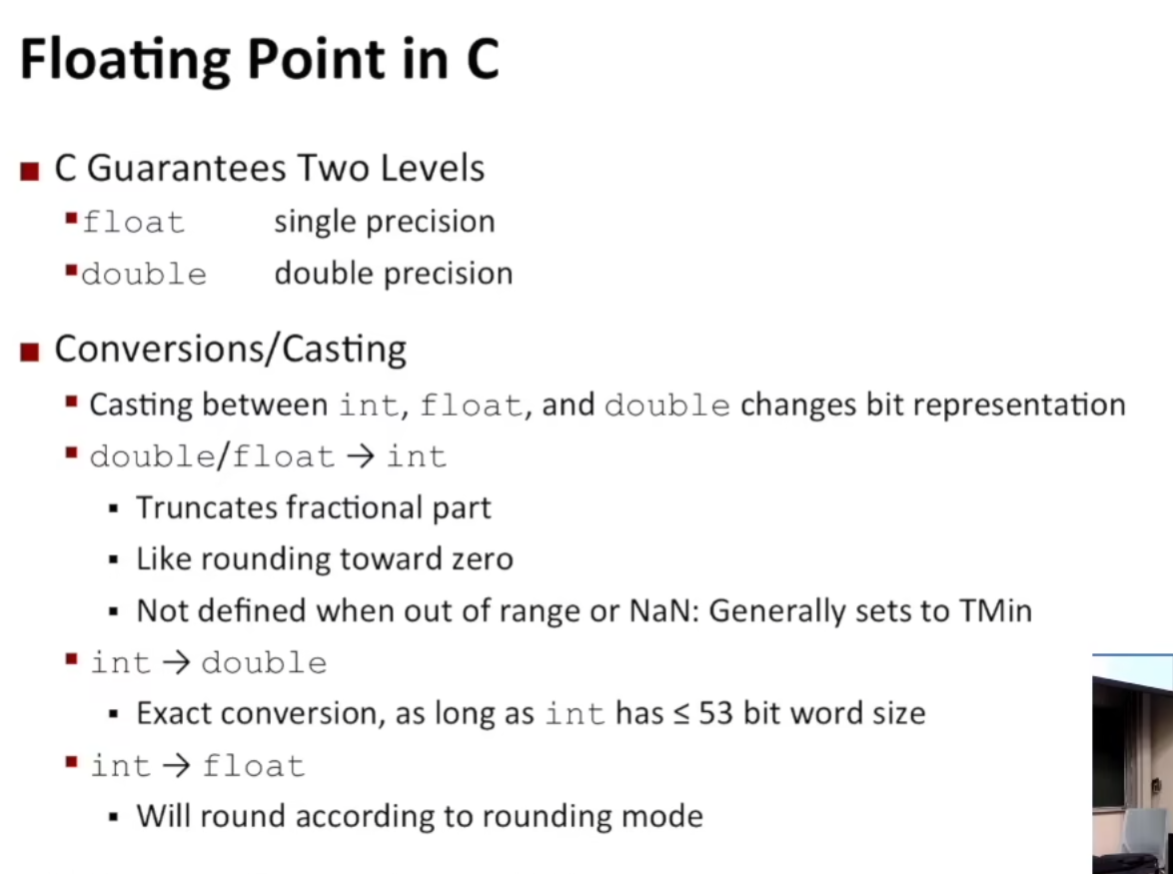 Floating Point in C
C Guarantees Two Levels
float single precision
double double precision
Conversions/Casting
Casting between int, float, and double changes bit representation
double/float → int
Truncates fractional part
Like rounding toward zero
Not defined when out of range or NaN: Generally sets to TMin
int → double
Exact conversion, as long as int has ≤ 53 bit word size
int → float
Will round according to rounding mode